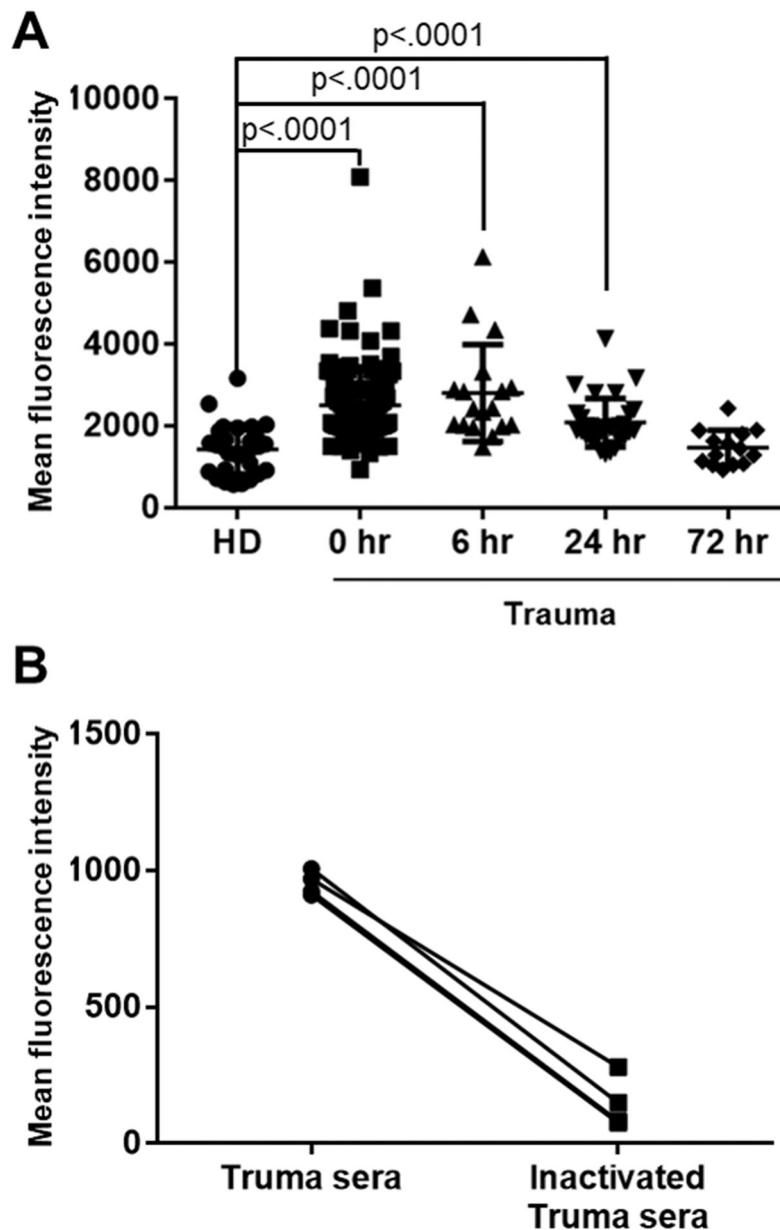 A
p<.0001
p<.0001
p<.0001
Mean fluorescence intensity
10000
8000
6000
4000
2000
0
HD 0 hr 6 hr 24 hr 72 hr
Trauma
B
Mean fluorescence intensity
1500
1000
500
0
Truma sera Inactivated
Truma sera